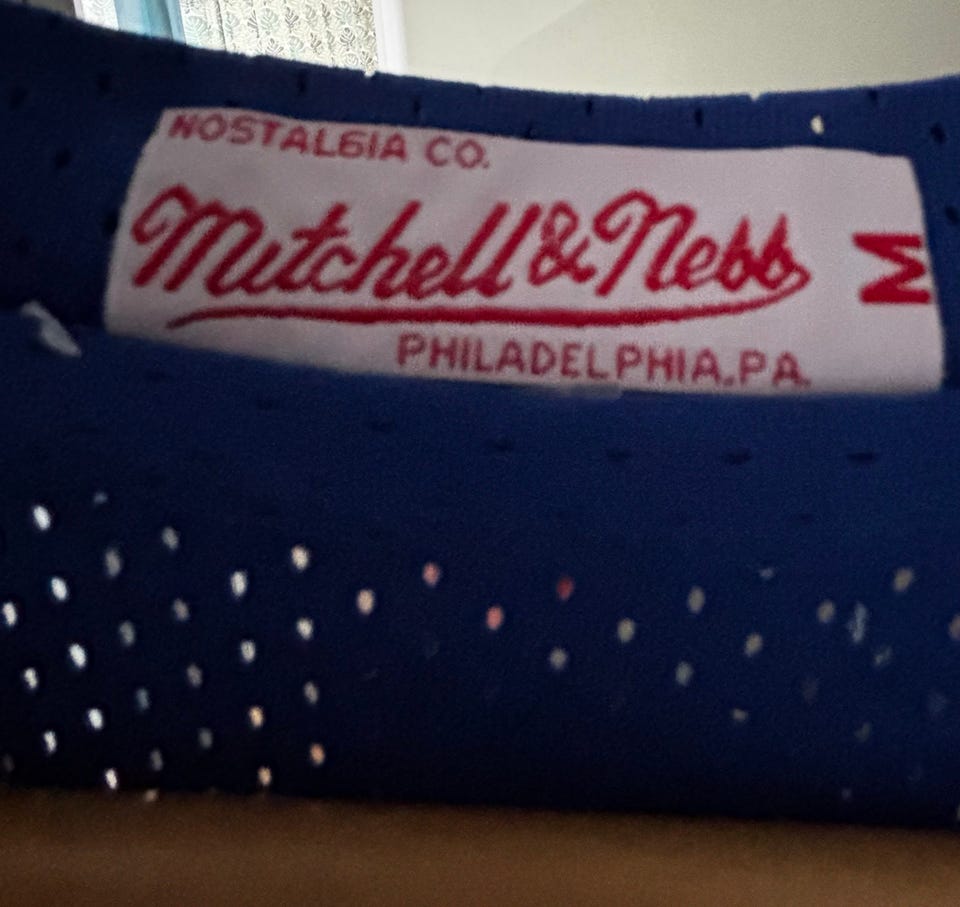 NOSTALGIA CO.
Mitchell & Ness
PHILADELPHIA, PA.
M